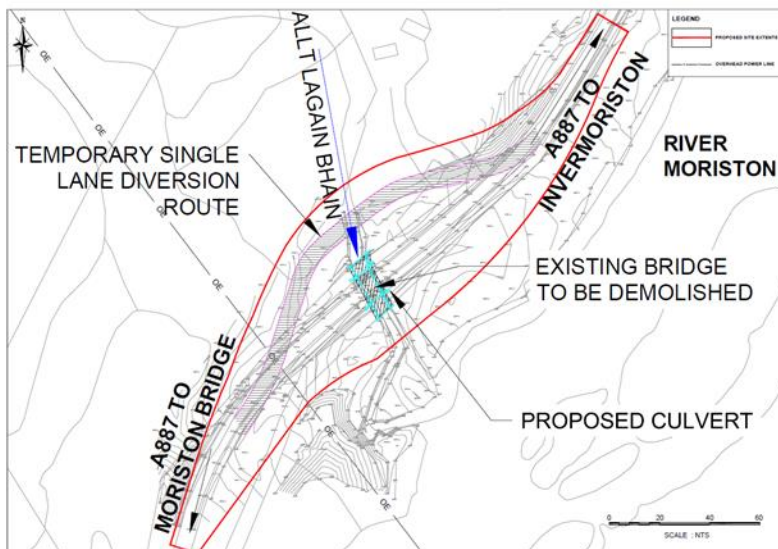 N
LEGEND
PROPOSED SITE EXTENTS
OVERHEAD POWER LINE
ALLT LAGAIN BHAIN
A887 TO
INVERMORISTON
RIVER
MORISTON
TEMPORARY SINGLE
LANE DIVERSION
ROUTE
EXISTING BRIDGE
TO BE DEMOLISHED
PROPOSED CULVERT
A887 TO
MORISTON BRIDGE
OE
OE
OE
OE
OE
0 20 40 60
SCALE : NTS